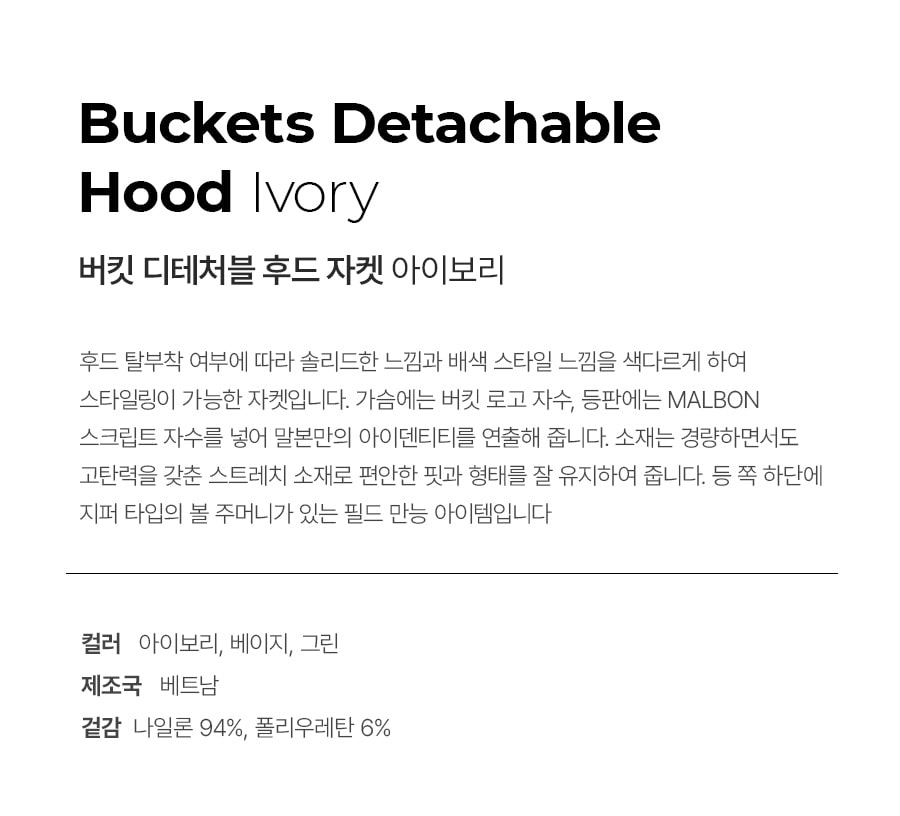 Buckets Detachable
Hood Ivory
버킷 디테처블 후드 자켓 아이보리
후드 탈부착 여부에 따라 솔리드한 느낌과 배색 스타일 느낌을 색다르게 하여
스타일링이 가능한 자켓입니다. 가슴에는 버킷 로고 자수, 등판에는 MALBON
스크립트 자수를 넣어 말본만의 아이덴티티를 연출해 줍니다. 소재는 경량하면서도
고탄력을 갖춘 스트레치 소재로 편안한 핏과 형태를 잘 유지하여 줍니다. 등 쪽 하단에
지퍼 타입의 볼 주머니가 있는 필드 만능 아이템입니다
컬러 아이보리, 베이지, 그린
제조국 베트남
겉감 나일론 94%, 폴리우레탄 6%